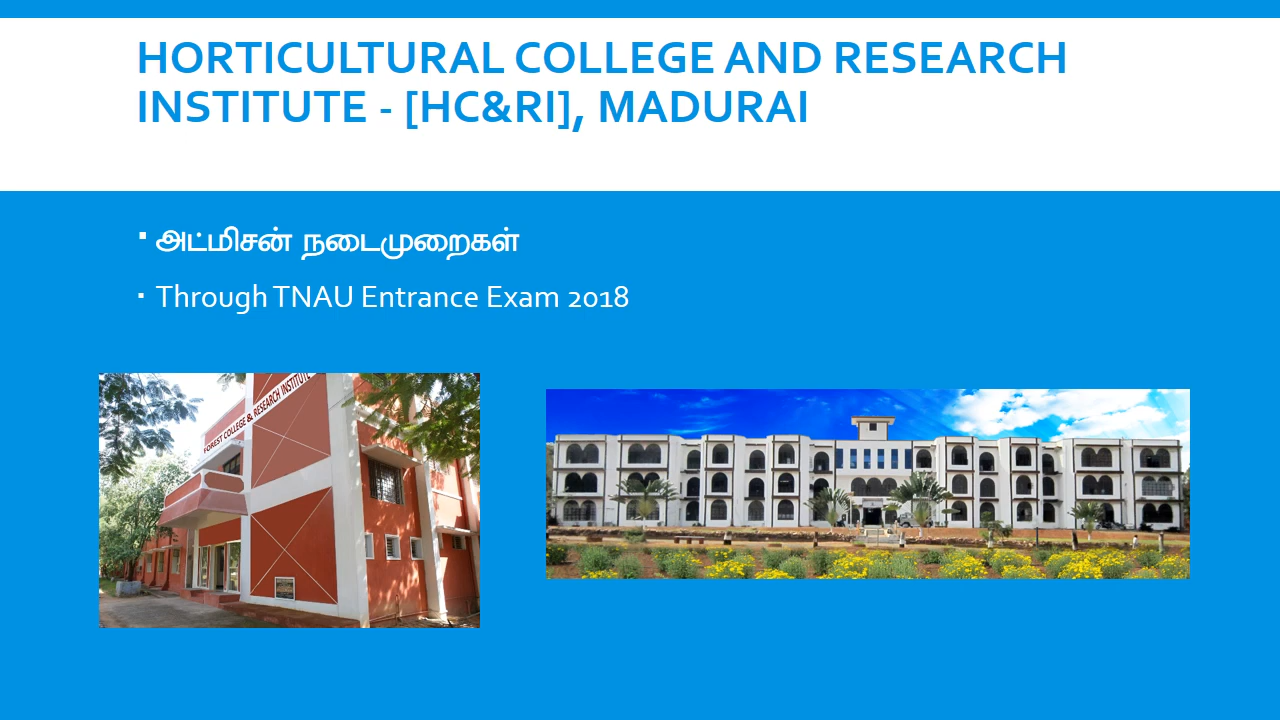 HORTICULTURAL COLLEGE AND RESEARCH
INSTITUTE - [HC&RI], MADURAI
▪ அட்மிசன் நடைமுறைகள்
▪ Through TNAU Entrance Exam 2018
FOREST COLLEGE & RESEARCH INSTITUTE